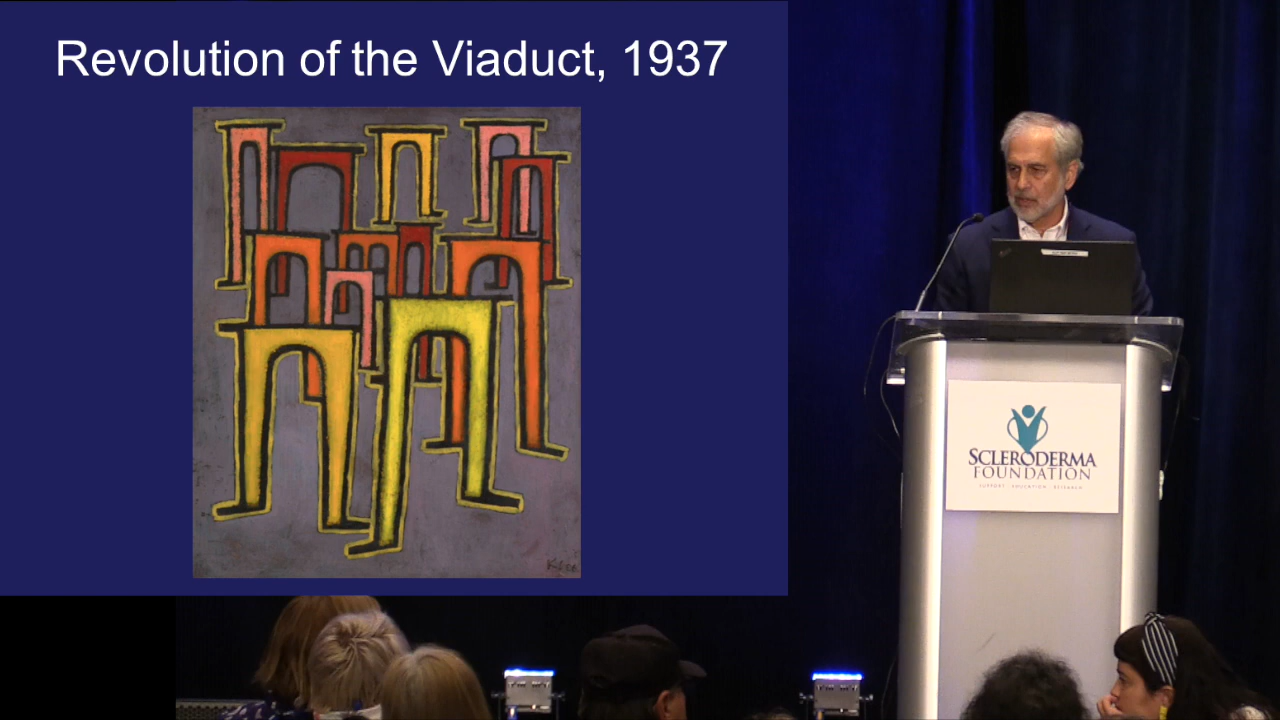 Revolution of the Viaduct, 1937
Klee
SCLERODERMA
FOUNDATION
SUPPORT EDUCATION RESEARCH